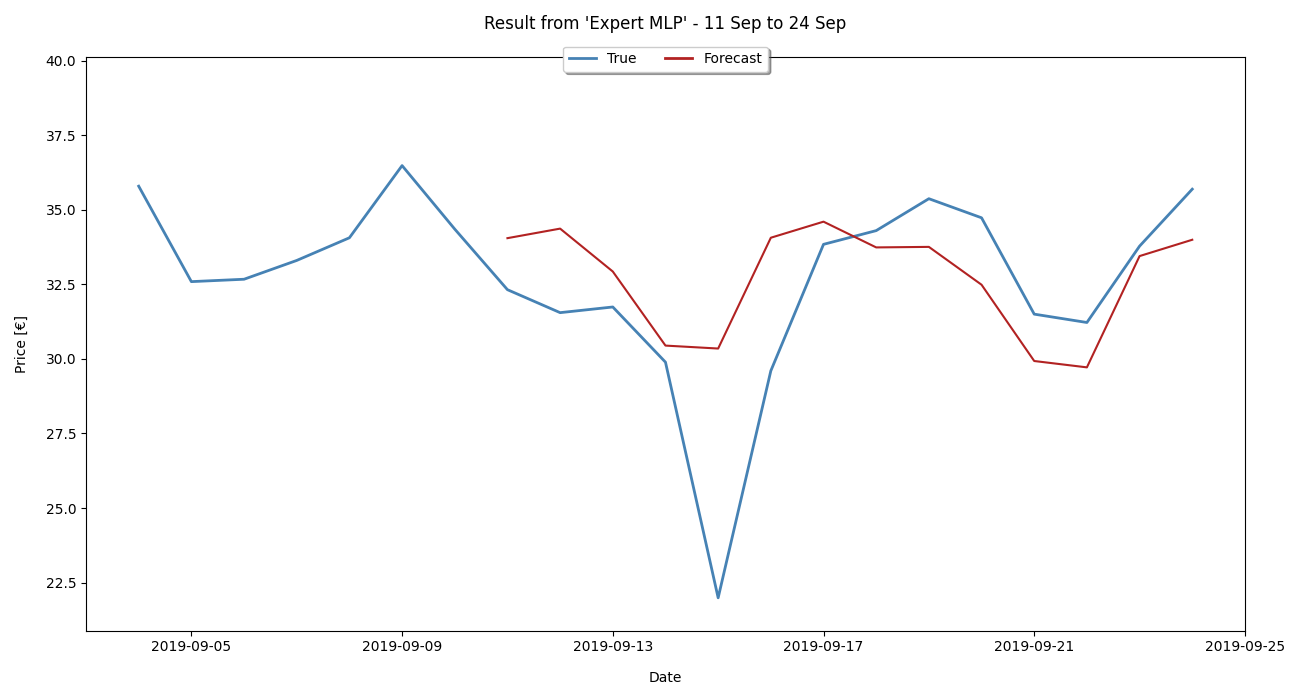 Result from 'Expert MLP' - 11 Sep to 24 Sep
True Forecast
40.0
37.5
35.0
32.5
30.0
27.5
25.0
22.5
Price [€]
2019-09-05 2019-09-09 2019-09-13 2019-09-17 2019-09-21 2019-09-25
Date